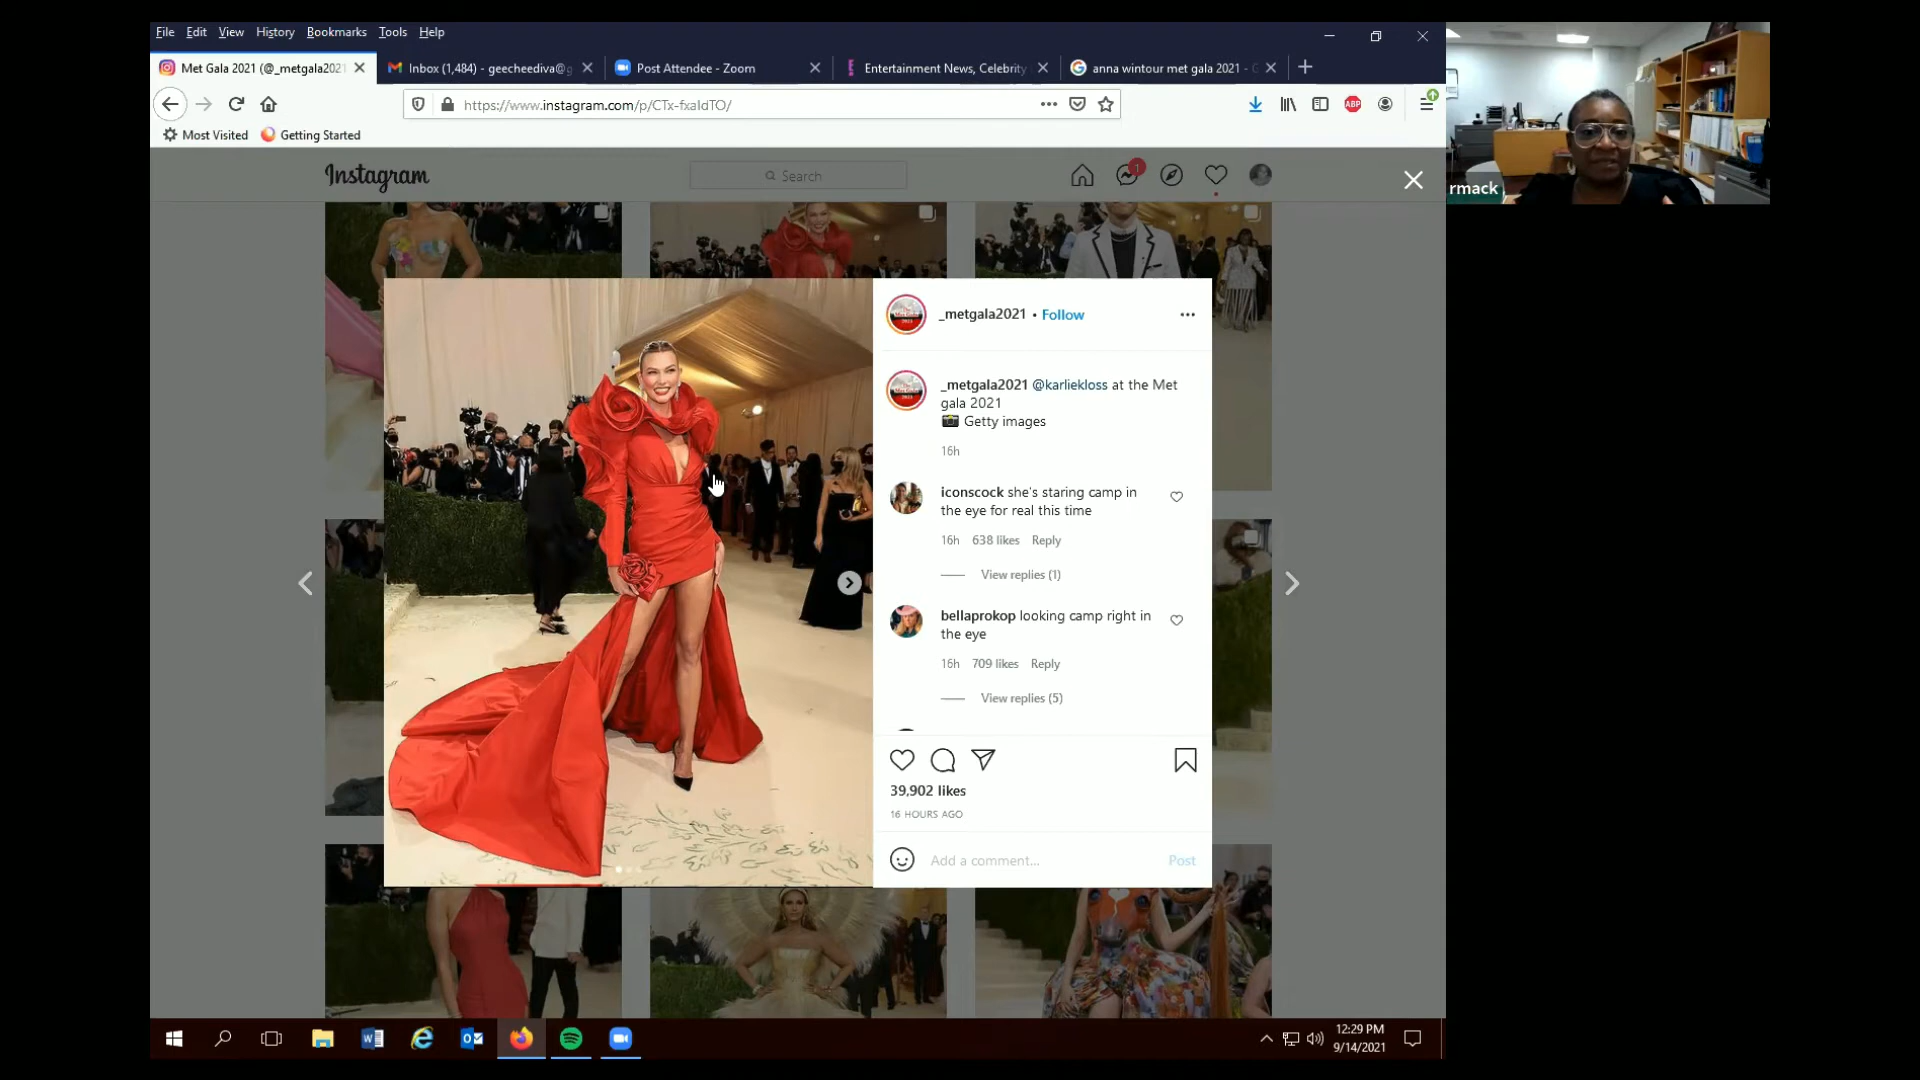 File Edit View History Bookmarks Tools Help
Met Gala 2021 (@_metgala2021
Inbox (1,484) - geecheediva@g
Post Attendee - Zoom
Entertainment News, Celebrity
anna wintour met gala 2021 - G
https://www.instagram.com/p/CTx-fxaldTO/
ABP
Most Visited Getting Started
Instagram
Search
1
rmack
_metgala2021 • Follow
_metgala2021 @karliekloss at the Met
gala 2021
Getty images
16h
iconscock she's staring camp in
the eye for real this time
16h 638 likes Reply
View replies (1)
bellaprokop looking camp right in
the eye
16h 709 likes Reply
View replies (5)
39,902 likes
16 HOURS AGO
Add a comment... Post
12:29 PM
9/14/2021